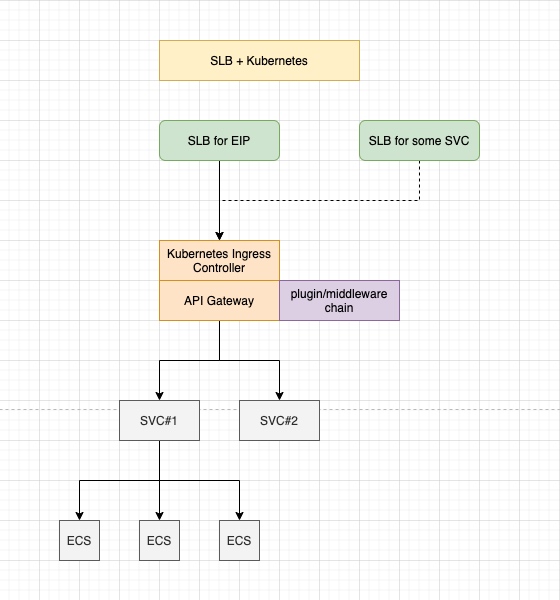 SLB + Kubernetes
SLB for EIP
SLB for some SVC
Kubernetes Ingress
Controller
API Gateway
plugin/middleware
chain
SVC#1
SVC#2
ECS
ECS
ECS